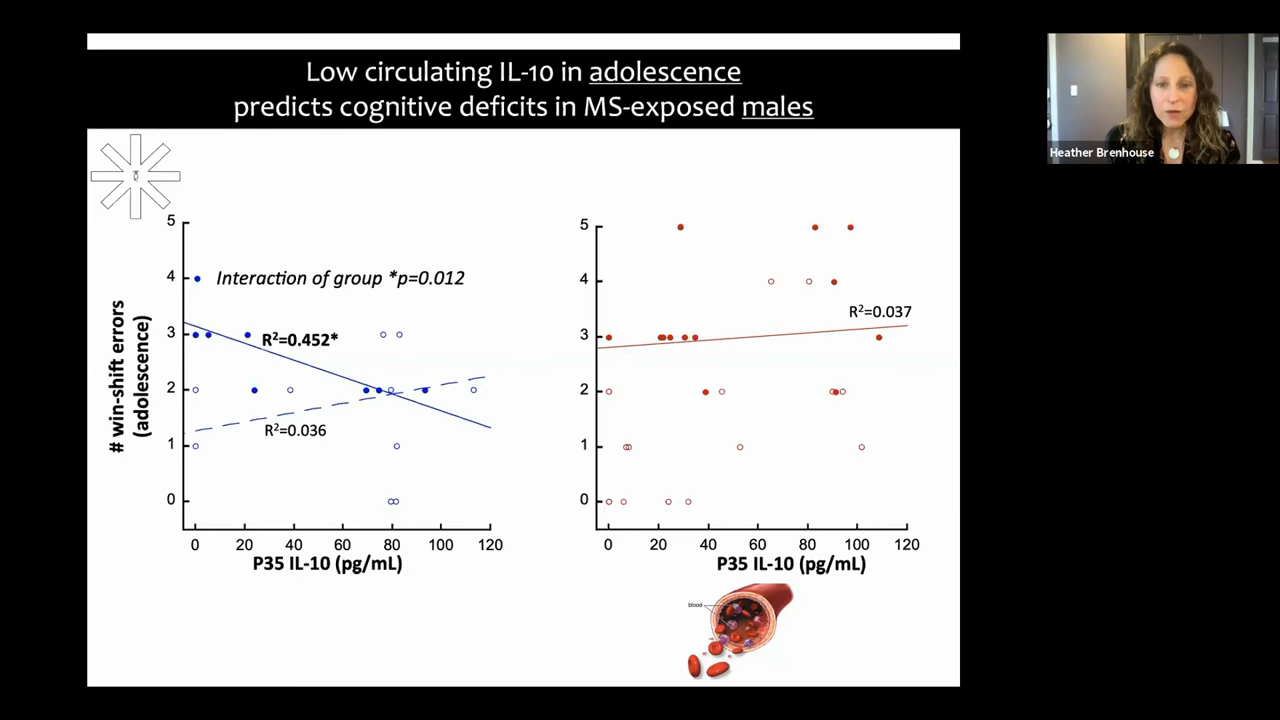 Low circulating IL-10 in adolescence
predicts cognitive deficits in MS-exposed males
Heather Brenhouse
# win-shift errors
(adolescence)
5
4
3
2
1
0
Interaction of group *p=0.012
R²=0.452*
R²=0.036
0 20 40 60 80 100 120
P35 IL-10 (pg/mL)
5
4
3
2
1
0
R²=0.037
0 20 40 60 80 100 120
P35 IL-10 (pg/mL)
blood